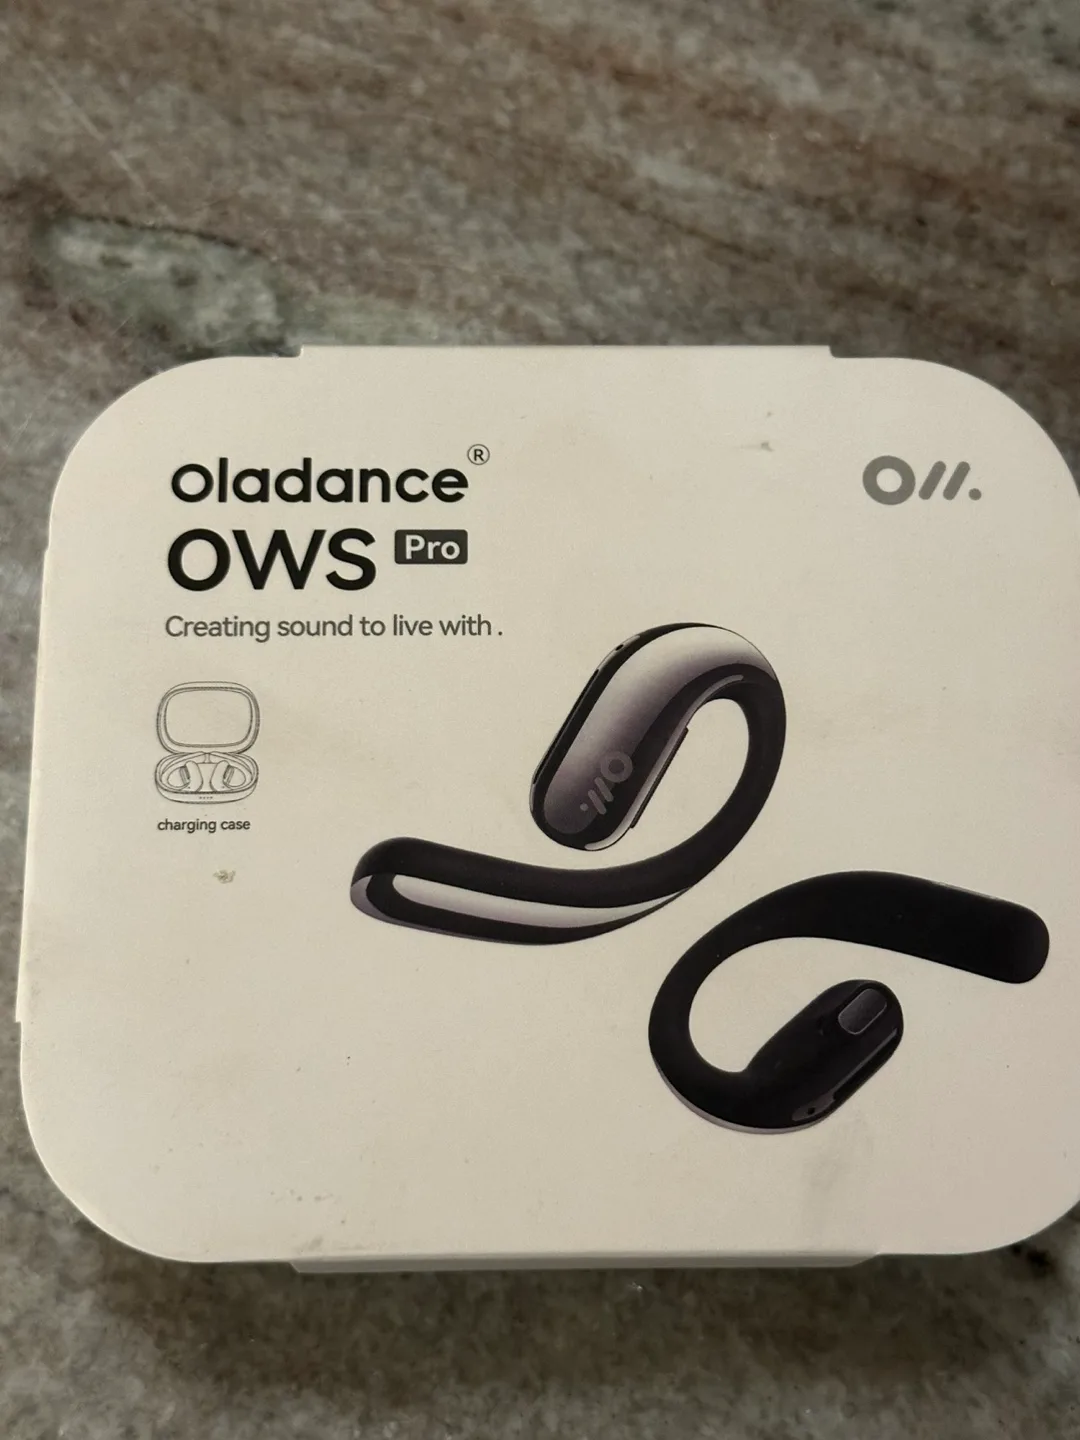 oladance®
OWS Pro
Creating sound to live with .
charging case